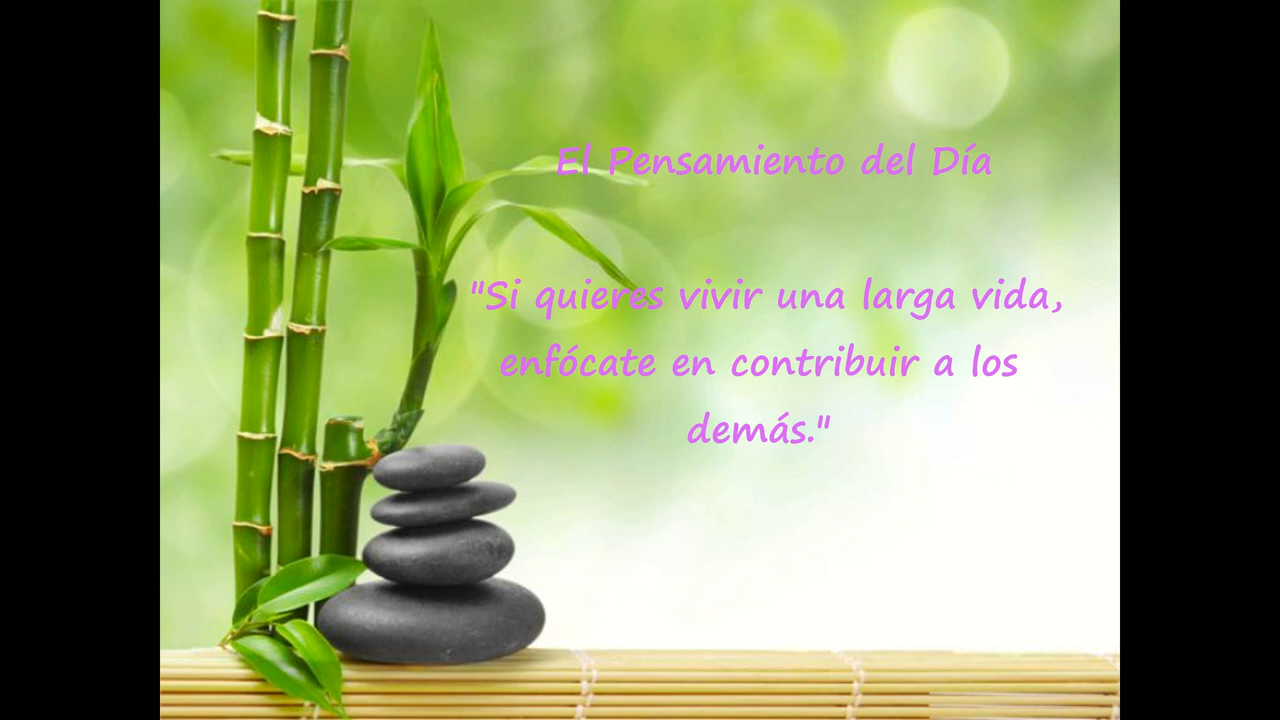 El Pensamiento del Día
"Si quieres vivir una larga vida,
enfócate en contribuir a los
demás."